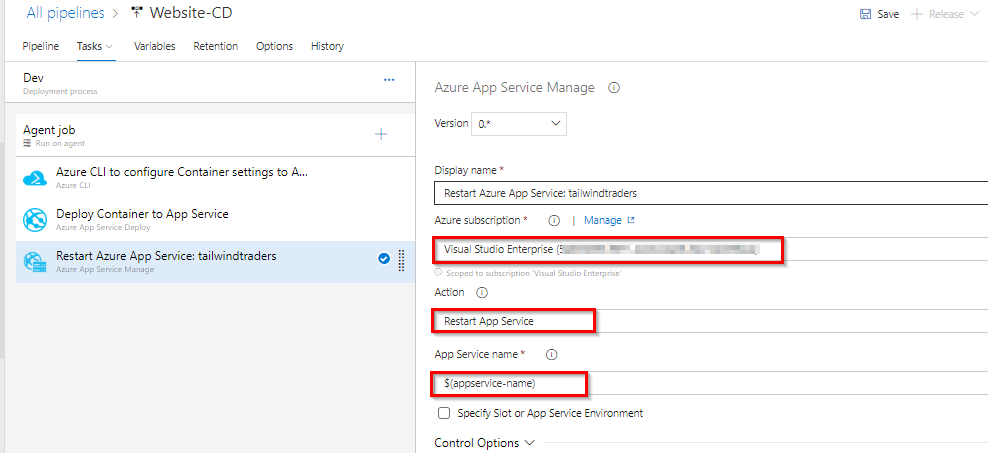 All pipelines > Website-CD
Save
Release
Pipeline Tasks Variables Retention Options History
Dev
Deployment process
Agent job
Run on agent
Azure CLI to configure Container settings to A...
Azure CLI
Deploy Container to App Service
Azure App Service Deploy
Restart Azure App Service: tailwindtraders
Azure App Service Manage
Azure App Service Manage
Version 0.*
Display name *
Restart Azure App Service: tailwindtraders
Azure subscription * | Manage
Visual Studio Enterprise (
Scoped to subscription 'Visual Studio Enterprise'
Action
Restart App Service
App Service name *
$(appservice-name)
Specify Slot or App Service Environment
Control Options